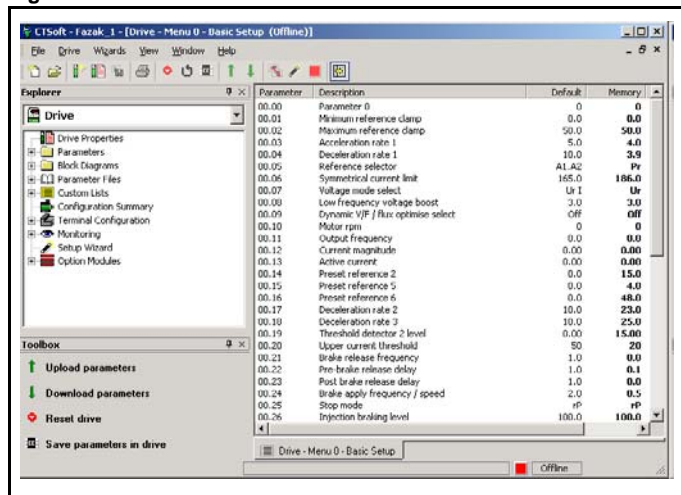 CTSoft - Fazak_1 - [Drive - Menu 0 - Basic Setup (Offline)]
File Drive Wizards View Window Help
Explorer
Drive
Drive Properties
Parameters
Block Diagrams
Parameter Files
Custom Lists
Configuration Summary
Terminal Configuration
Monitoring
Setup Wizard
Option Modules
Toolbox
Upload parameters
Download parameters
Reset drive
Save parameters in drive
Parameter Description Default Memory
00.00 Parameter 0 0 0
00.01 Minimum reference clamp 0.0 0.0
00.02 Maximum reference clamp 50.0 50.0
00.03 Acceleration rate 1 5.0 4.0
00.04 Deceleration rate 1 10.0 3.9
00.05 Reference selector A1.A2 Pr
00.06 Symmetrical current limit 165.0 186.0
00.07 Voltage mode select Ur I Ur
00.08 Low frequency voltage boost 3.0 3.0
00.09 Dynamic V/F / flux optimise select Off Off
00.10 Motor rpm 0 0
00.11 Output frequency 0.0 0.0
00.12 Current magnitude 0.00 0.00
00.13 Active current 0.00 0.00
00.14 Preset reference 2 0.0 15.0
00.15 Preset reference 5 0.0 4.0
00.16 Preset reference 6 0.0 48.0
00.17 Deceleration rate 2 10.0 23.0
00.18 Deceleration rate 3 10.0 25.0
00.19 Threshold detector 2 level 0.00 15.00
00.20 Upper current threshold 50 20
00.21 Brake release frequency 1.0 0.0
00.22 Pre-brake release delay 1.0 0.1
00.23 Post brake release delay 1.0 0.0
00.24 Brake apply frequency / speed 2.0 0.5
00.25 Stop mode rP rP
00.26 Injection braking level 100.0 100.0
Drive - Menu 0 - Basic Setup
Offline